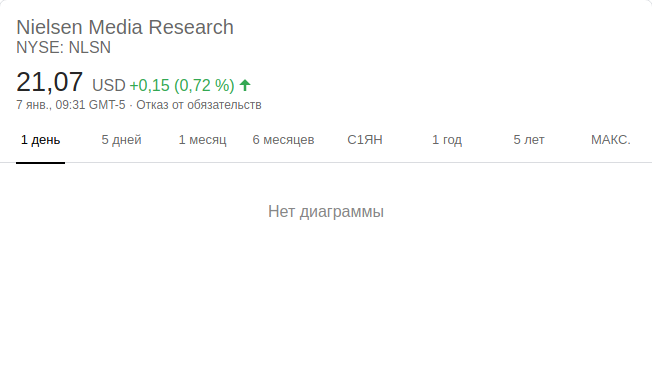 Nielsen Media Research
NYSE: NLSN
21,07 USD +0,15 (0,72 %)
7 янв., 09:31 GMT-5 · Отказ от обязательств
1 день 5 дней 1 месяц 6 месяцев С1ЯН 1 год 5 лет МАКС.
Нет диаграммы